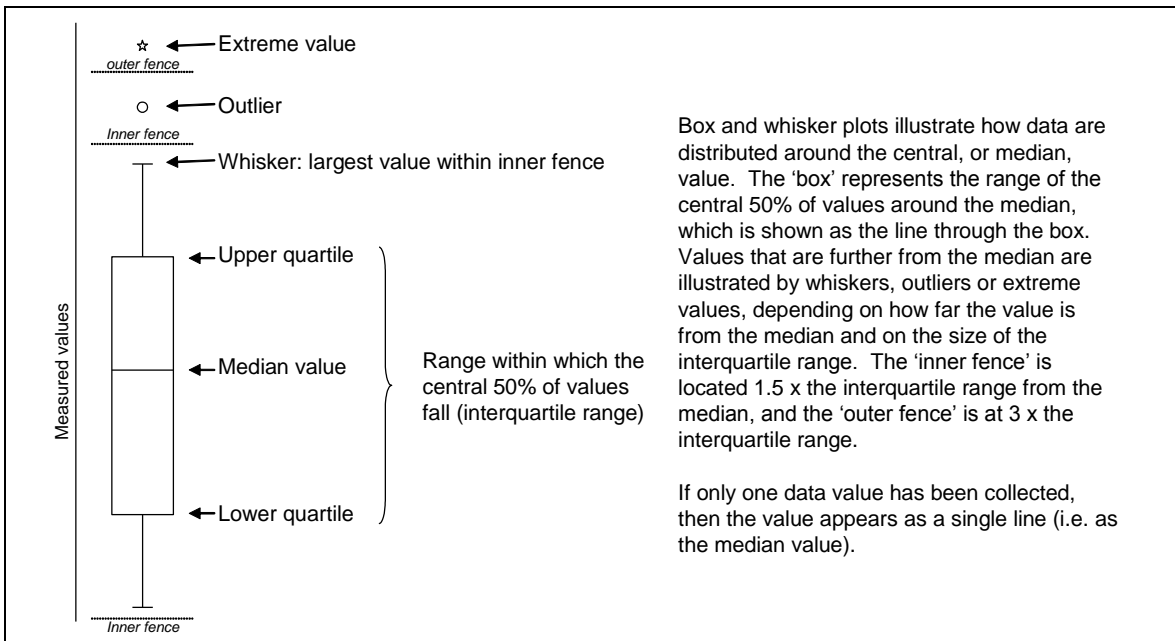 Extreme value
outer fence
Outlier
Inner fence
Whisker: largest value within inner fence
Upper quartile
Median value
Lower quartile
Inner fence
Measured values
Range within which the
central 50% of values
fall (interquartile range)
Box and whisker plots illustrate how data are
distributed around the central, or median,
value.  The ‘box’ represents the range of the
central 50% of values around the median,
which is shown as the line through the box.
Values that are further from the median are
illustrated by whiskers, outliers or extreme
values, depending on how far the value is
from the median and on the size of the
interquartile range.  The ‘inner fence’ is
located 1.5 x the interquartile range from the
median, and the ‘outer fence’ is at 3 x the
interquartile range.
If only one data value has been collected,
then the value appears as a single line (i.e. as
the median value).